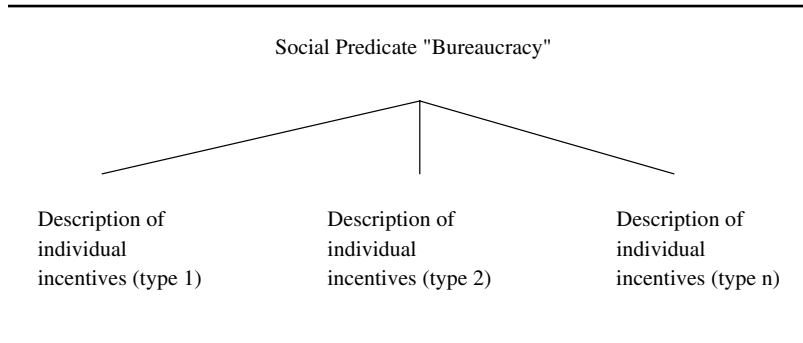 Social Predicate "Bureaucracy"
Description of
individual
incentives (type 1)
Description of
individual
incentives (type 2)
Description of
individual
incentives (type n)